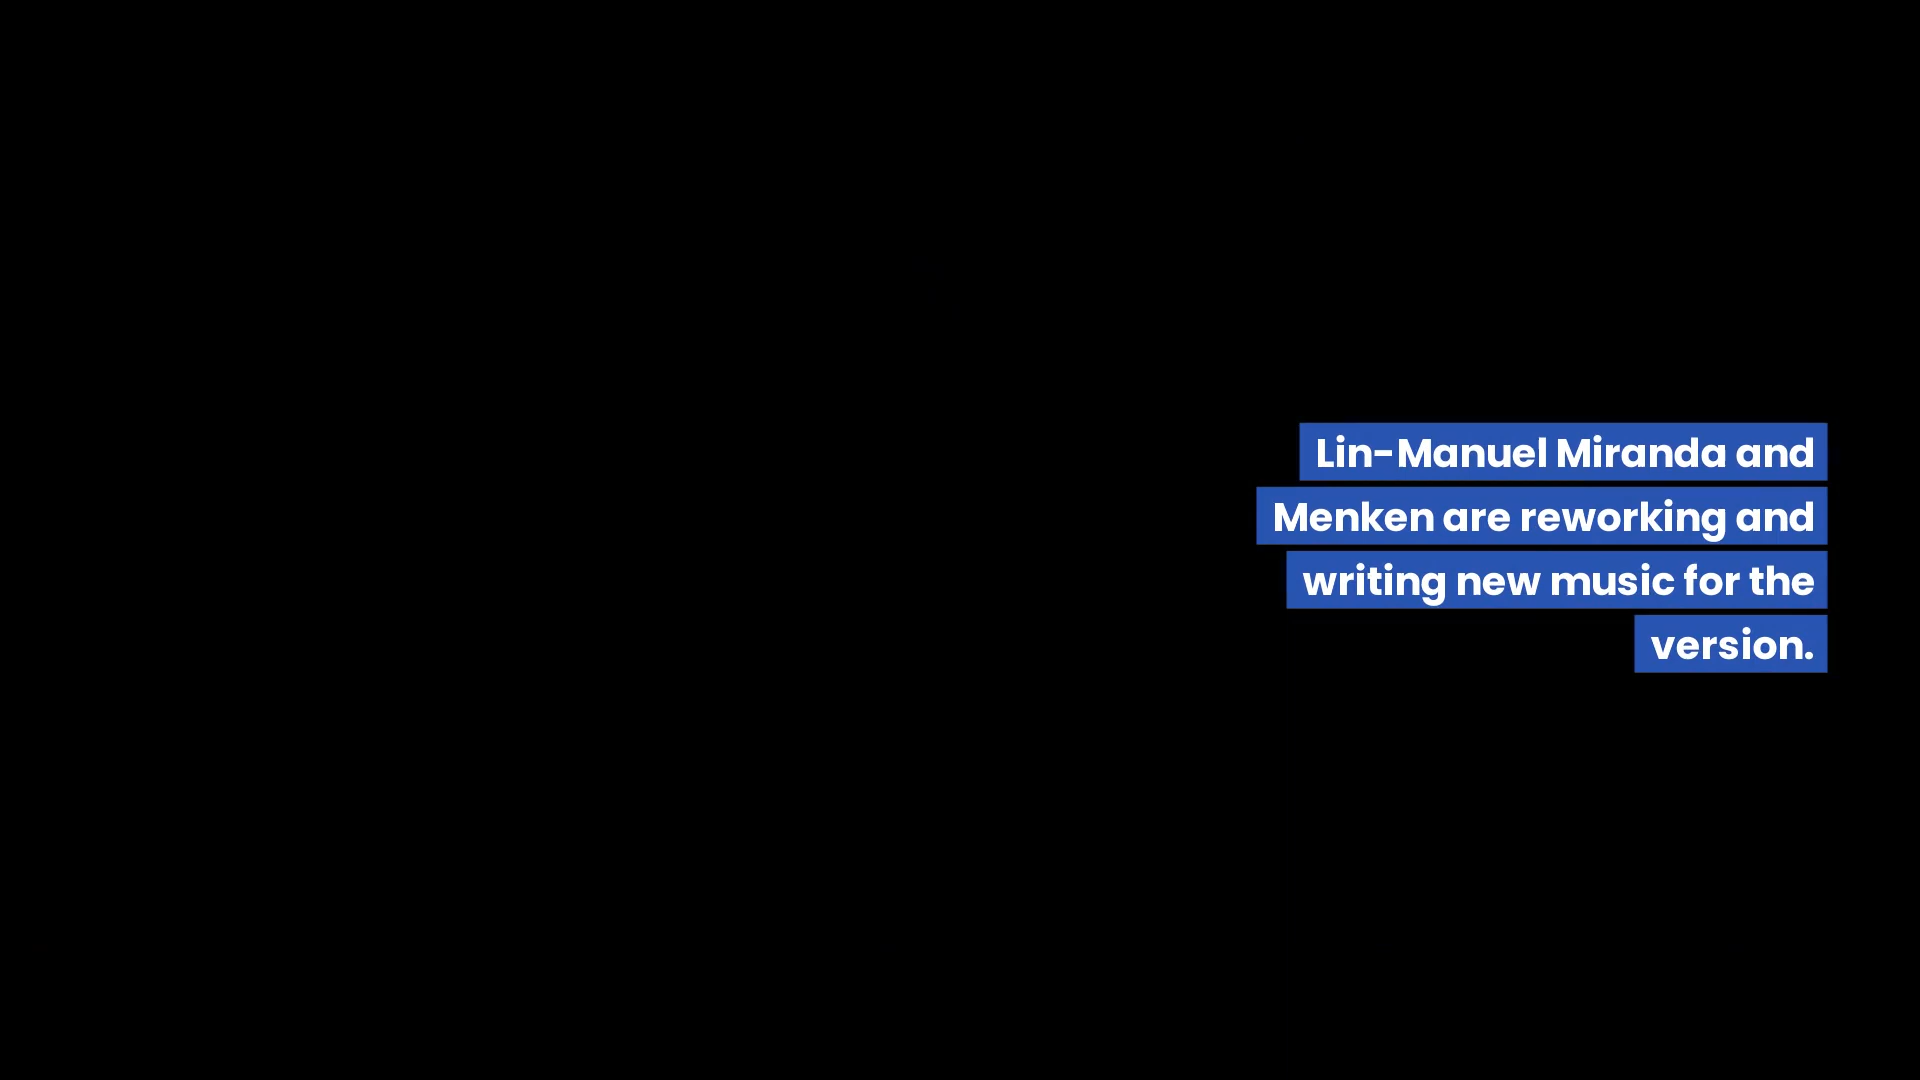 Lin-Manuel Miranda and
Menken are reworking and
writing new music for the
version.